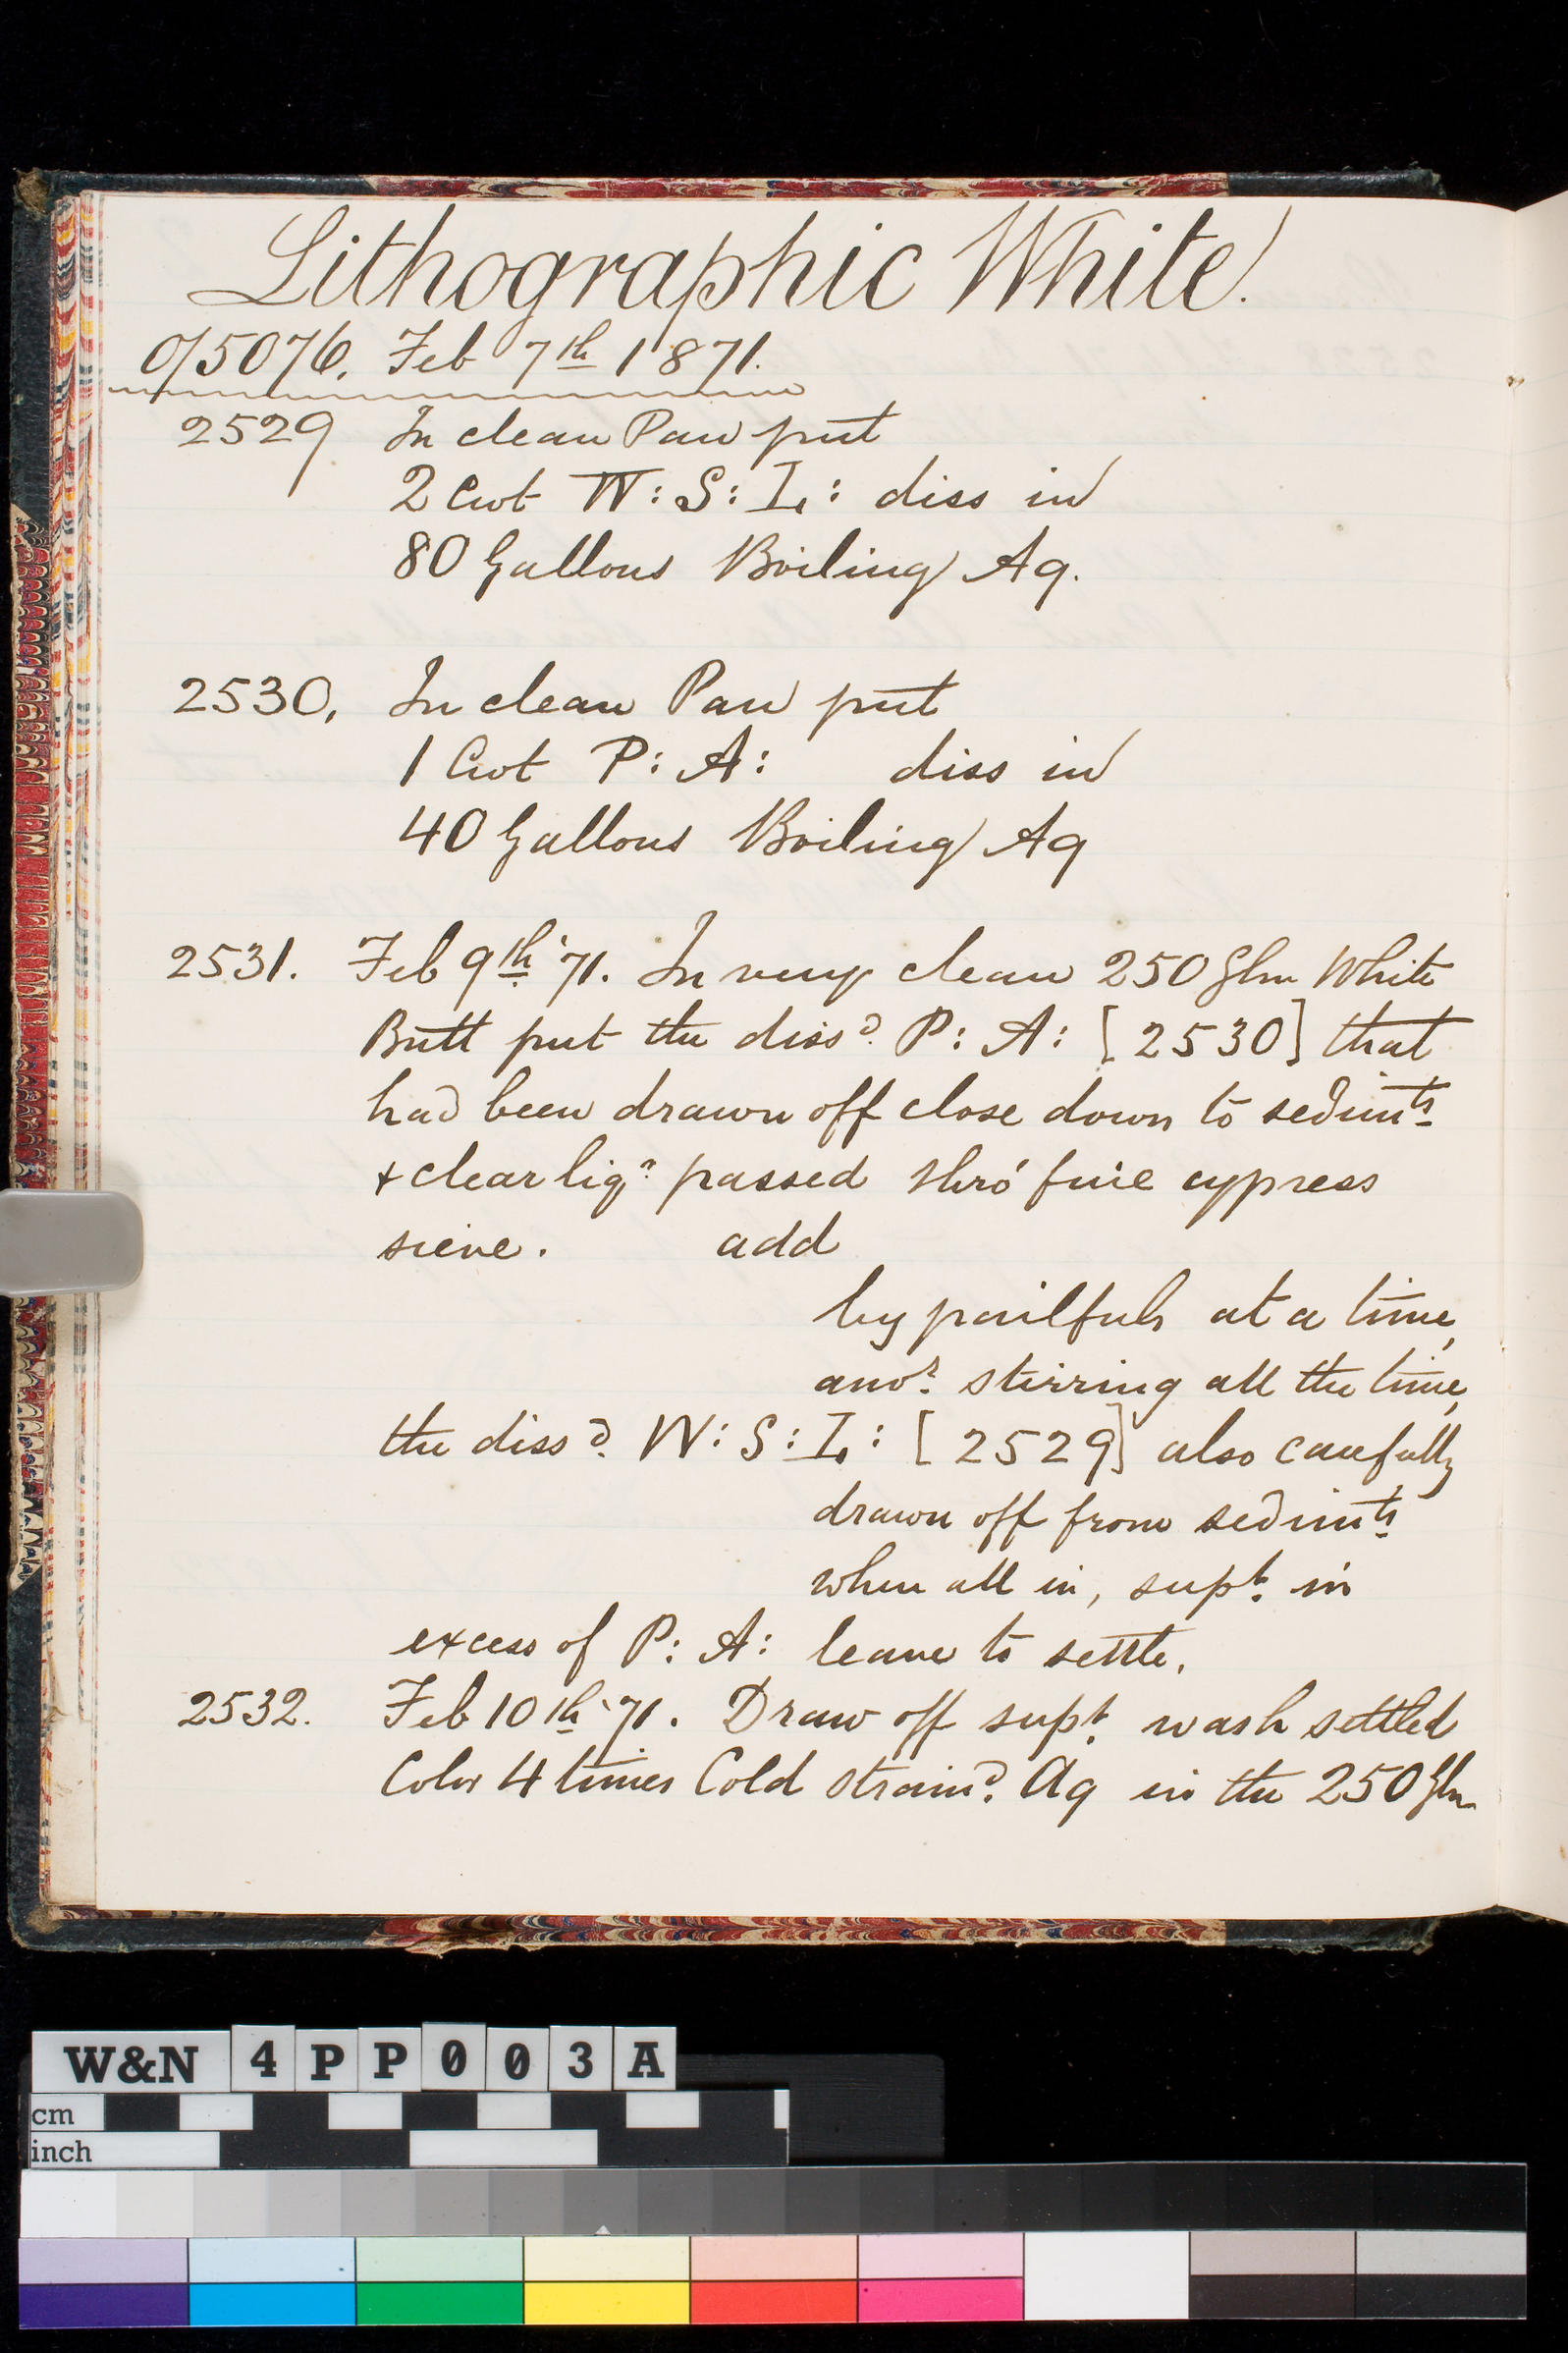 Lithographic White.
O/5076. Feb 7th 1871.
2529 In clean Pan put
2 Cwt W: S: L: diss in
80 Gallons Boiling Aq.
2530, In clean Pan put
1 Cwt P: A: diss in
40 Gallons Boiling Aq
2531. Feb 9th '71. In very clean 250 Gln White
Butt put the dissd. P: A: [2530] that
had been drawn off close down to sedimts
+ clear liqr. passed thro' fine cypress
sieve. add
by pailfuls at a time,
anor. stirring all the time,
the dissd. W: S: L: [2529] also carefully
drawn off from sedimts.
when all in, supt. in
excess of P: A: leave to settle.
2532. Feb 10th '71. Draw off supt. wash settled
Color 4 times Cold straind. Aq in the 250 Gln
W&N 4PP003A
cm
inch